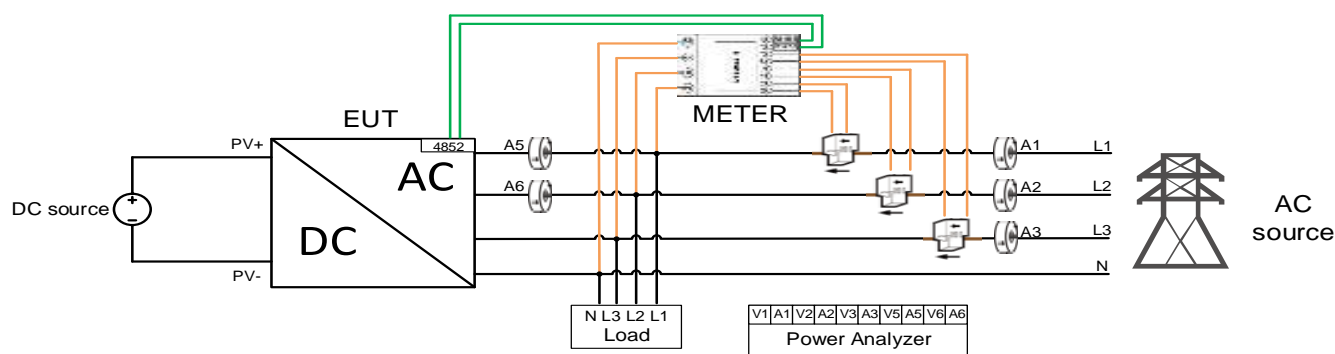 METER
EUT
PV+
4852
A5
A1
L1
AC
A6
A2
L2
DC source
DC
A3
L3
AC
source
PV-
N
N L3 L2 L1
Load
V1 A1 V2 A2 V3 A3 V5 A5 V6 A6
Power Analyzer